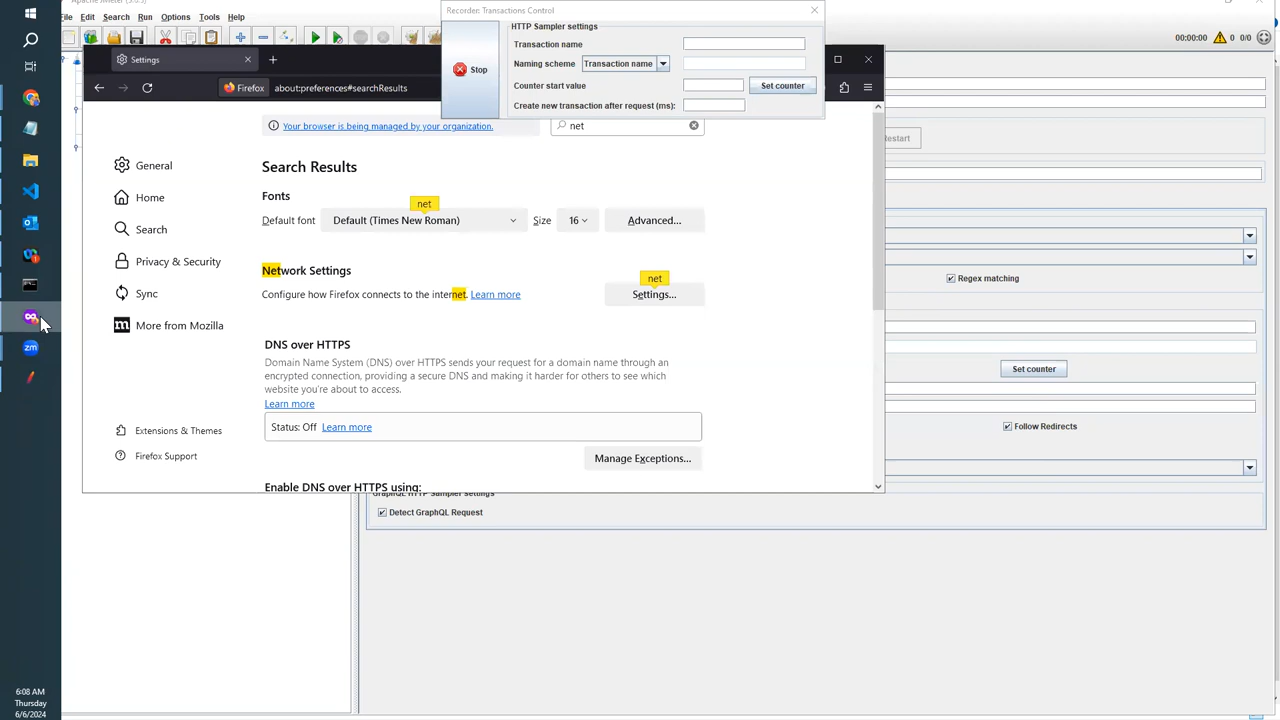 File Edit Search Run Options Tools Help
Recorder: Transactions Control
HTTP Sampler settings
Stop
Transaction name
Naming scheme Transaction name
Counter start value Set counter
Create new transaction after request (ms):
00:00:00 0 0/0
Settings
Firefox about:preferences#searchResults
Your browser is being managed by your organization.
net
General
Home
Search
Privacy & Security
Sync
More from Mozilla
Extensions & Themes
Firefox Support
Search Results
Fonts
net
Default font Default (Times New Roman) Size 16 Advanced...
Network Settings
net
Configure how Firefox connects to the internet. Learn more Settings...
DNS over HTTPS
Domain Name System (DNS) over HTTPS sends your request for a domain name through an
encrypted connection, providing a secure DNS and making it harder for others to see which
website you're about to access.
Learn more
Status: Off Learn more
Manage Exceptions...
Enable DNS over HTTPS using:
Restart
Regex matching
Set counter
Follow Redirects
GraphQL HTTP Sampler settings
Detect GraphQL Request
zm
6:08 AM
Thursday
6/6/2024